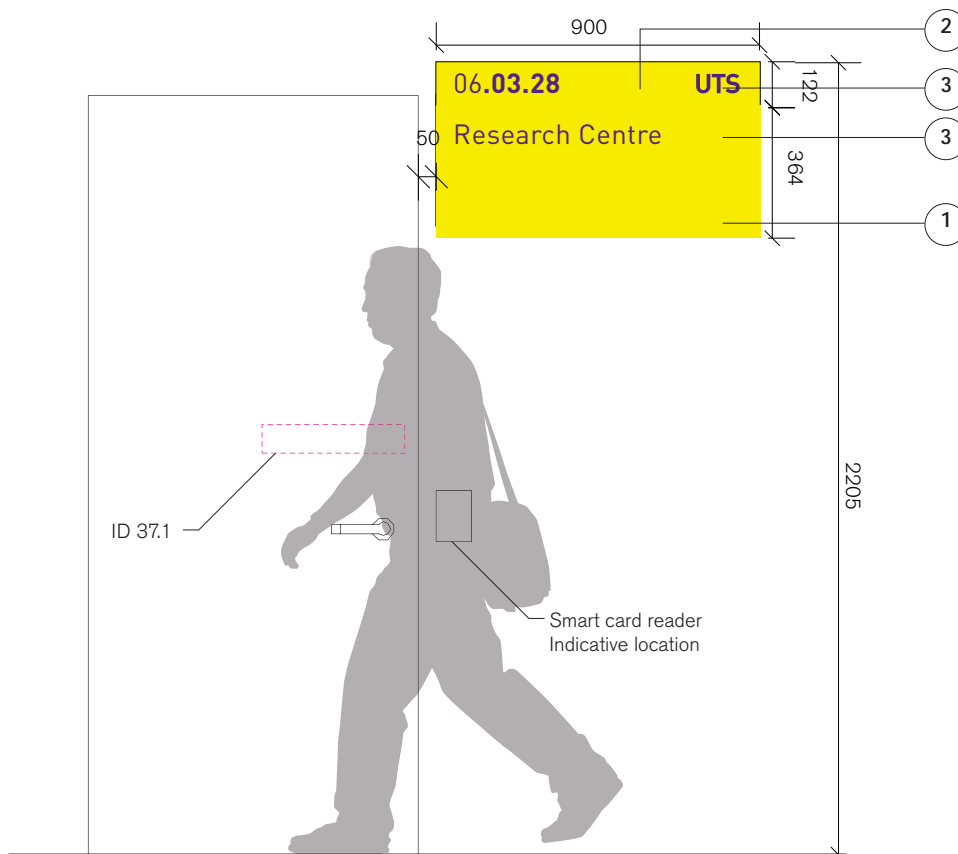 900
2
06.03.28 UTS
122
3
Research Centre
50
3
364
1
2205
ID 37.1
Smart card reader
Indicative location